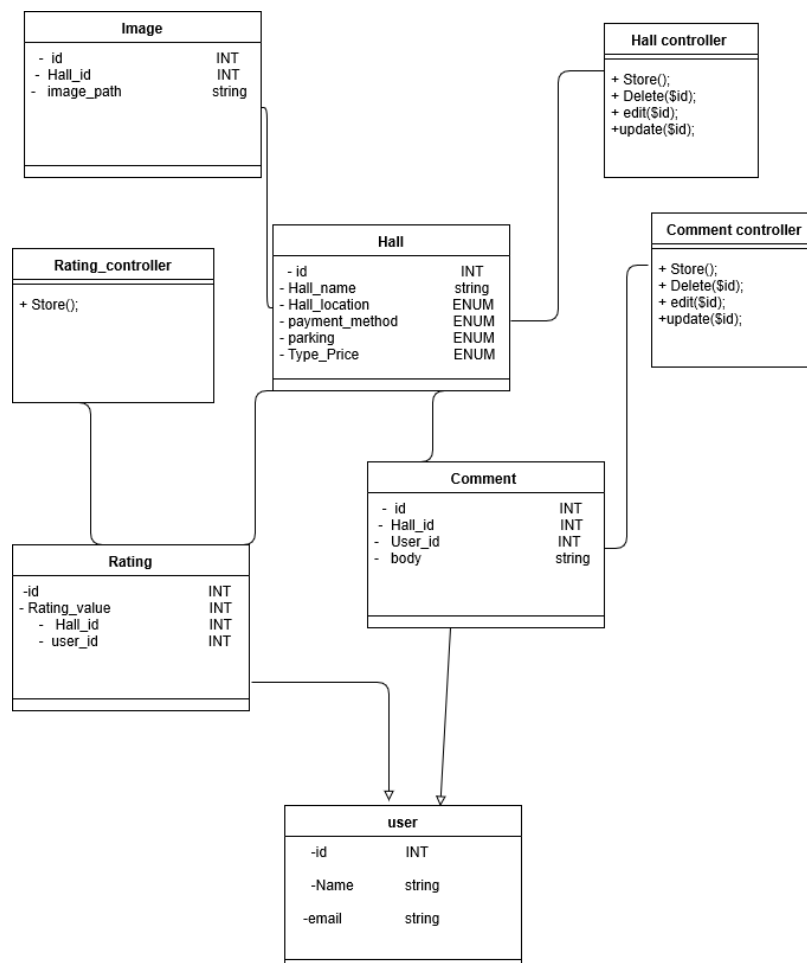 Image
- id INT
- Hall_id INT
- image_path string
Hall controller
+ Store();
+ Delete($id);
+ edit($id);
+update($id);
Comment controller
+ Store();
+ Delete($id);
+ edit($id);
+update($id);
Rating_controller
+ Store();
Hall
- id INT
- Hall_name string
- Hall_location ENUM
- payment_method ENUM
- parking ENUM
- Type_Price ENUM
Comment
- id INT
- Hall_id INT
- User_id INT
- body string
Rating
-id INT
- Rating_value INT
- Hall_id INT
- user_id INT
user
-id INT
-Name string
-email string